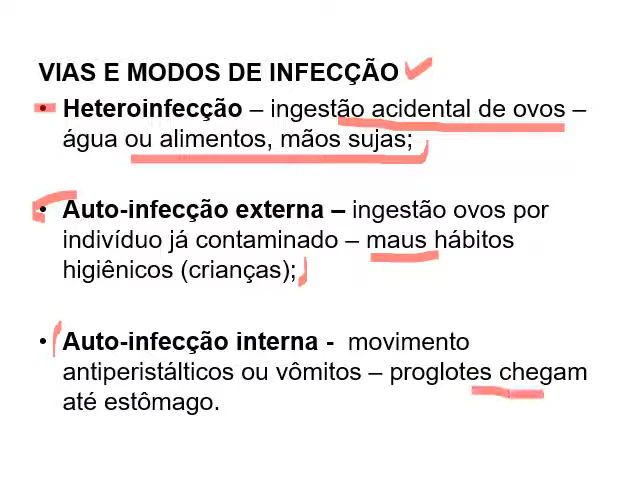 VIAS E MODOS DE INFECÇÃO
• Heteroinfecção – ingestão acidental de ovos –
água ou alimentos, mãos sujas;
• Auto-infecção externa – ingestão ovos por
indivíduo já contaminado – maus hábitos
higiênicos (crianças);
• Auto-infecção interna - movimento
antiperistálticos ou vômitos – proglotes chegam
até estômago.